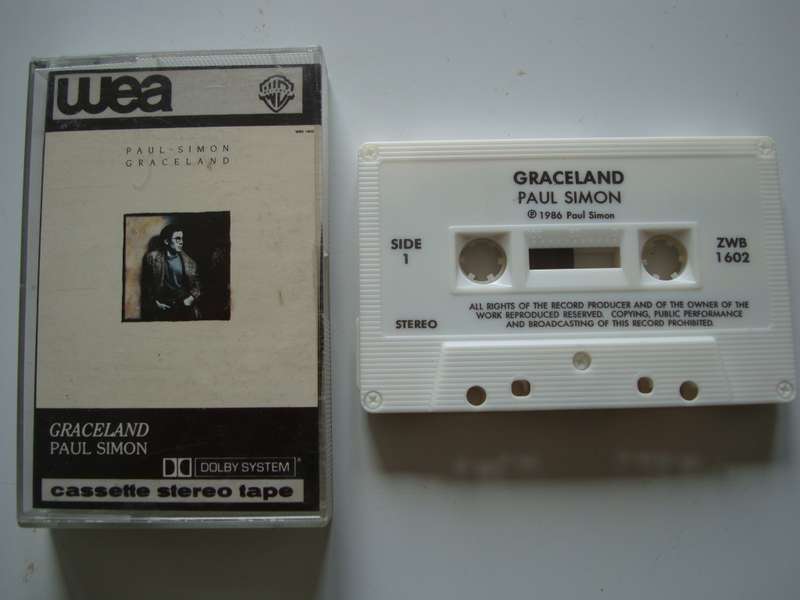 wea
PAUL-SIMON
GRACELAND
GRACELAND
PAUL SIMON
DOLBY SYSTEM
cassette stereo tape
GRACELAND
PAUL SIMON
℗ 1986 Paul Simon
SIDE
1
ZWB
1602
STEREO
ALL RIGHTS OF THE RECORD PRODUCER AND OF THE OWNER OF THE
WORK REPRODUCED RESERVED. COPYING, PUBLIC PERFORMANCE
AND BROADCASTING OF THIS RECORD PROHIBITED.